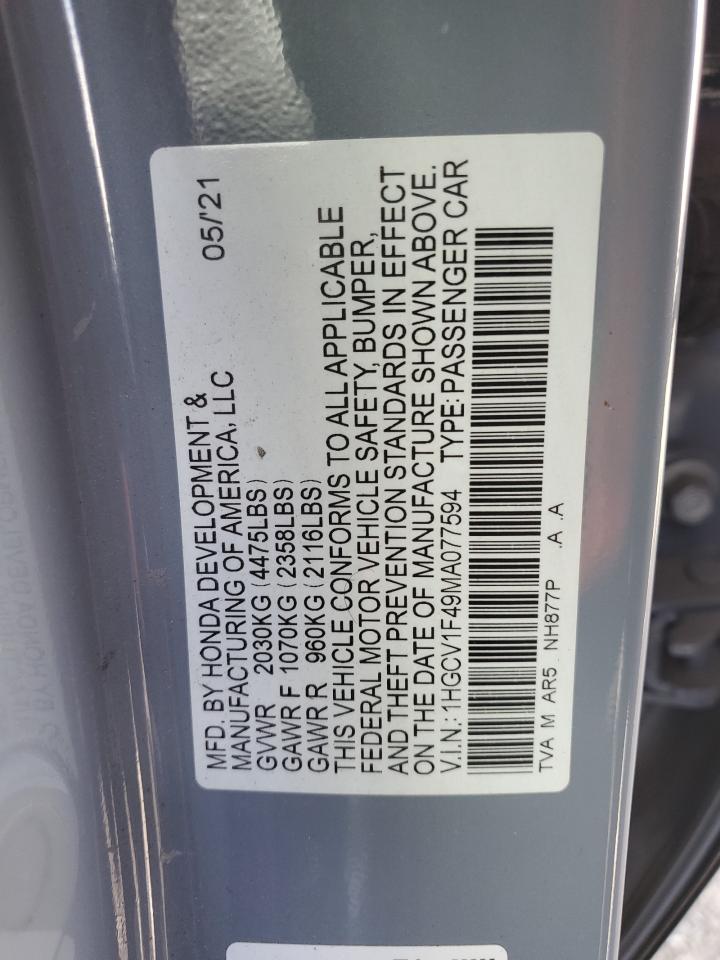 MFD. BY HONDA DEVELOPMENT & 05/'21
MANUFACTURING OF AMERICA, LLC
GVWR 2030KG (4475LBS)
GAWR F 1070KG (2358LBS)
GAWR R 960KG (2116LBS)
THIS VEHICLE CONFORMS TO ALL APPLICABLE
FEDERAL MOTOR VEHICLE SAFETY, BUMPER,
AND THEFT PREVENTION STANDARDS IN EFFECT
ON THE DATE OF MANUFACTURE SHOWN ABOVE.
V.I.N.: 1HGCV1F49MA077594 TYPE: PASSENGER CAR
TVA M AR5 NH877P .A .A